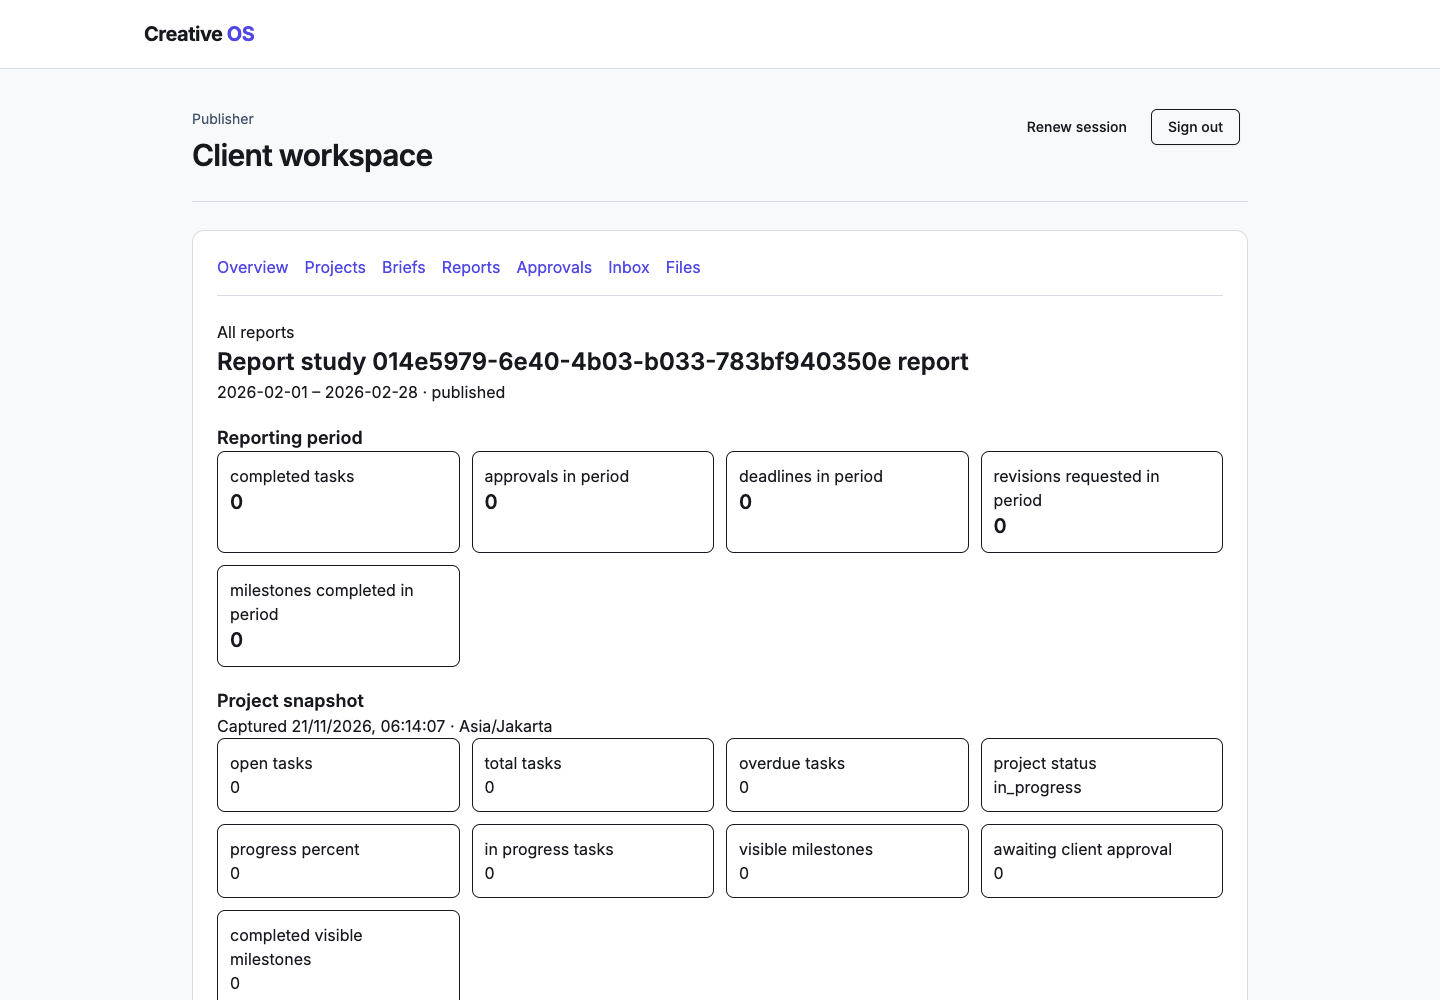 Creative OS
Publisher
Client workspace
Renew session
Sign out
Overview Projects Briefs Reports Approvals Inbox Files
All reports
Report study 014e5979-6e40-4b03-b033-783bf940350e report
2026-02-01 – 2026-02-28 · published
Reporting period
completed tasks
0
approvals in period
0
deadlines in period
0
revisions requested in
period
0
milestones completed in
period
0
Project snapshot
Captured 21/11/2026, 06:14:07 · Asia/Jakarta
open tasks
0
total tasks
0
overdue tasks
0
project status
in_progress
progress percent
0
in progress tasks
0
visible milestones
0
awaiting client approval
0
completed visible
milestones
0